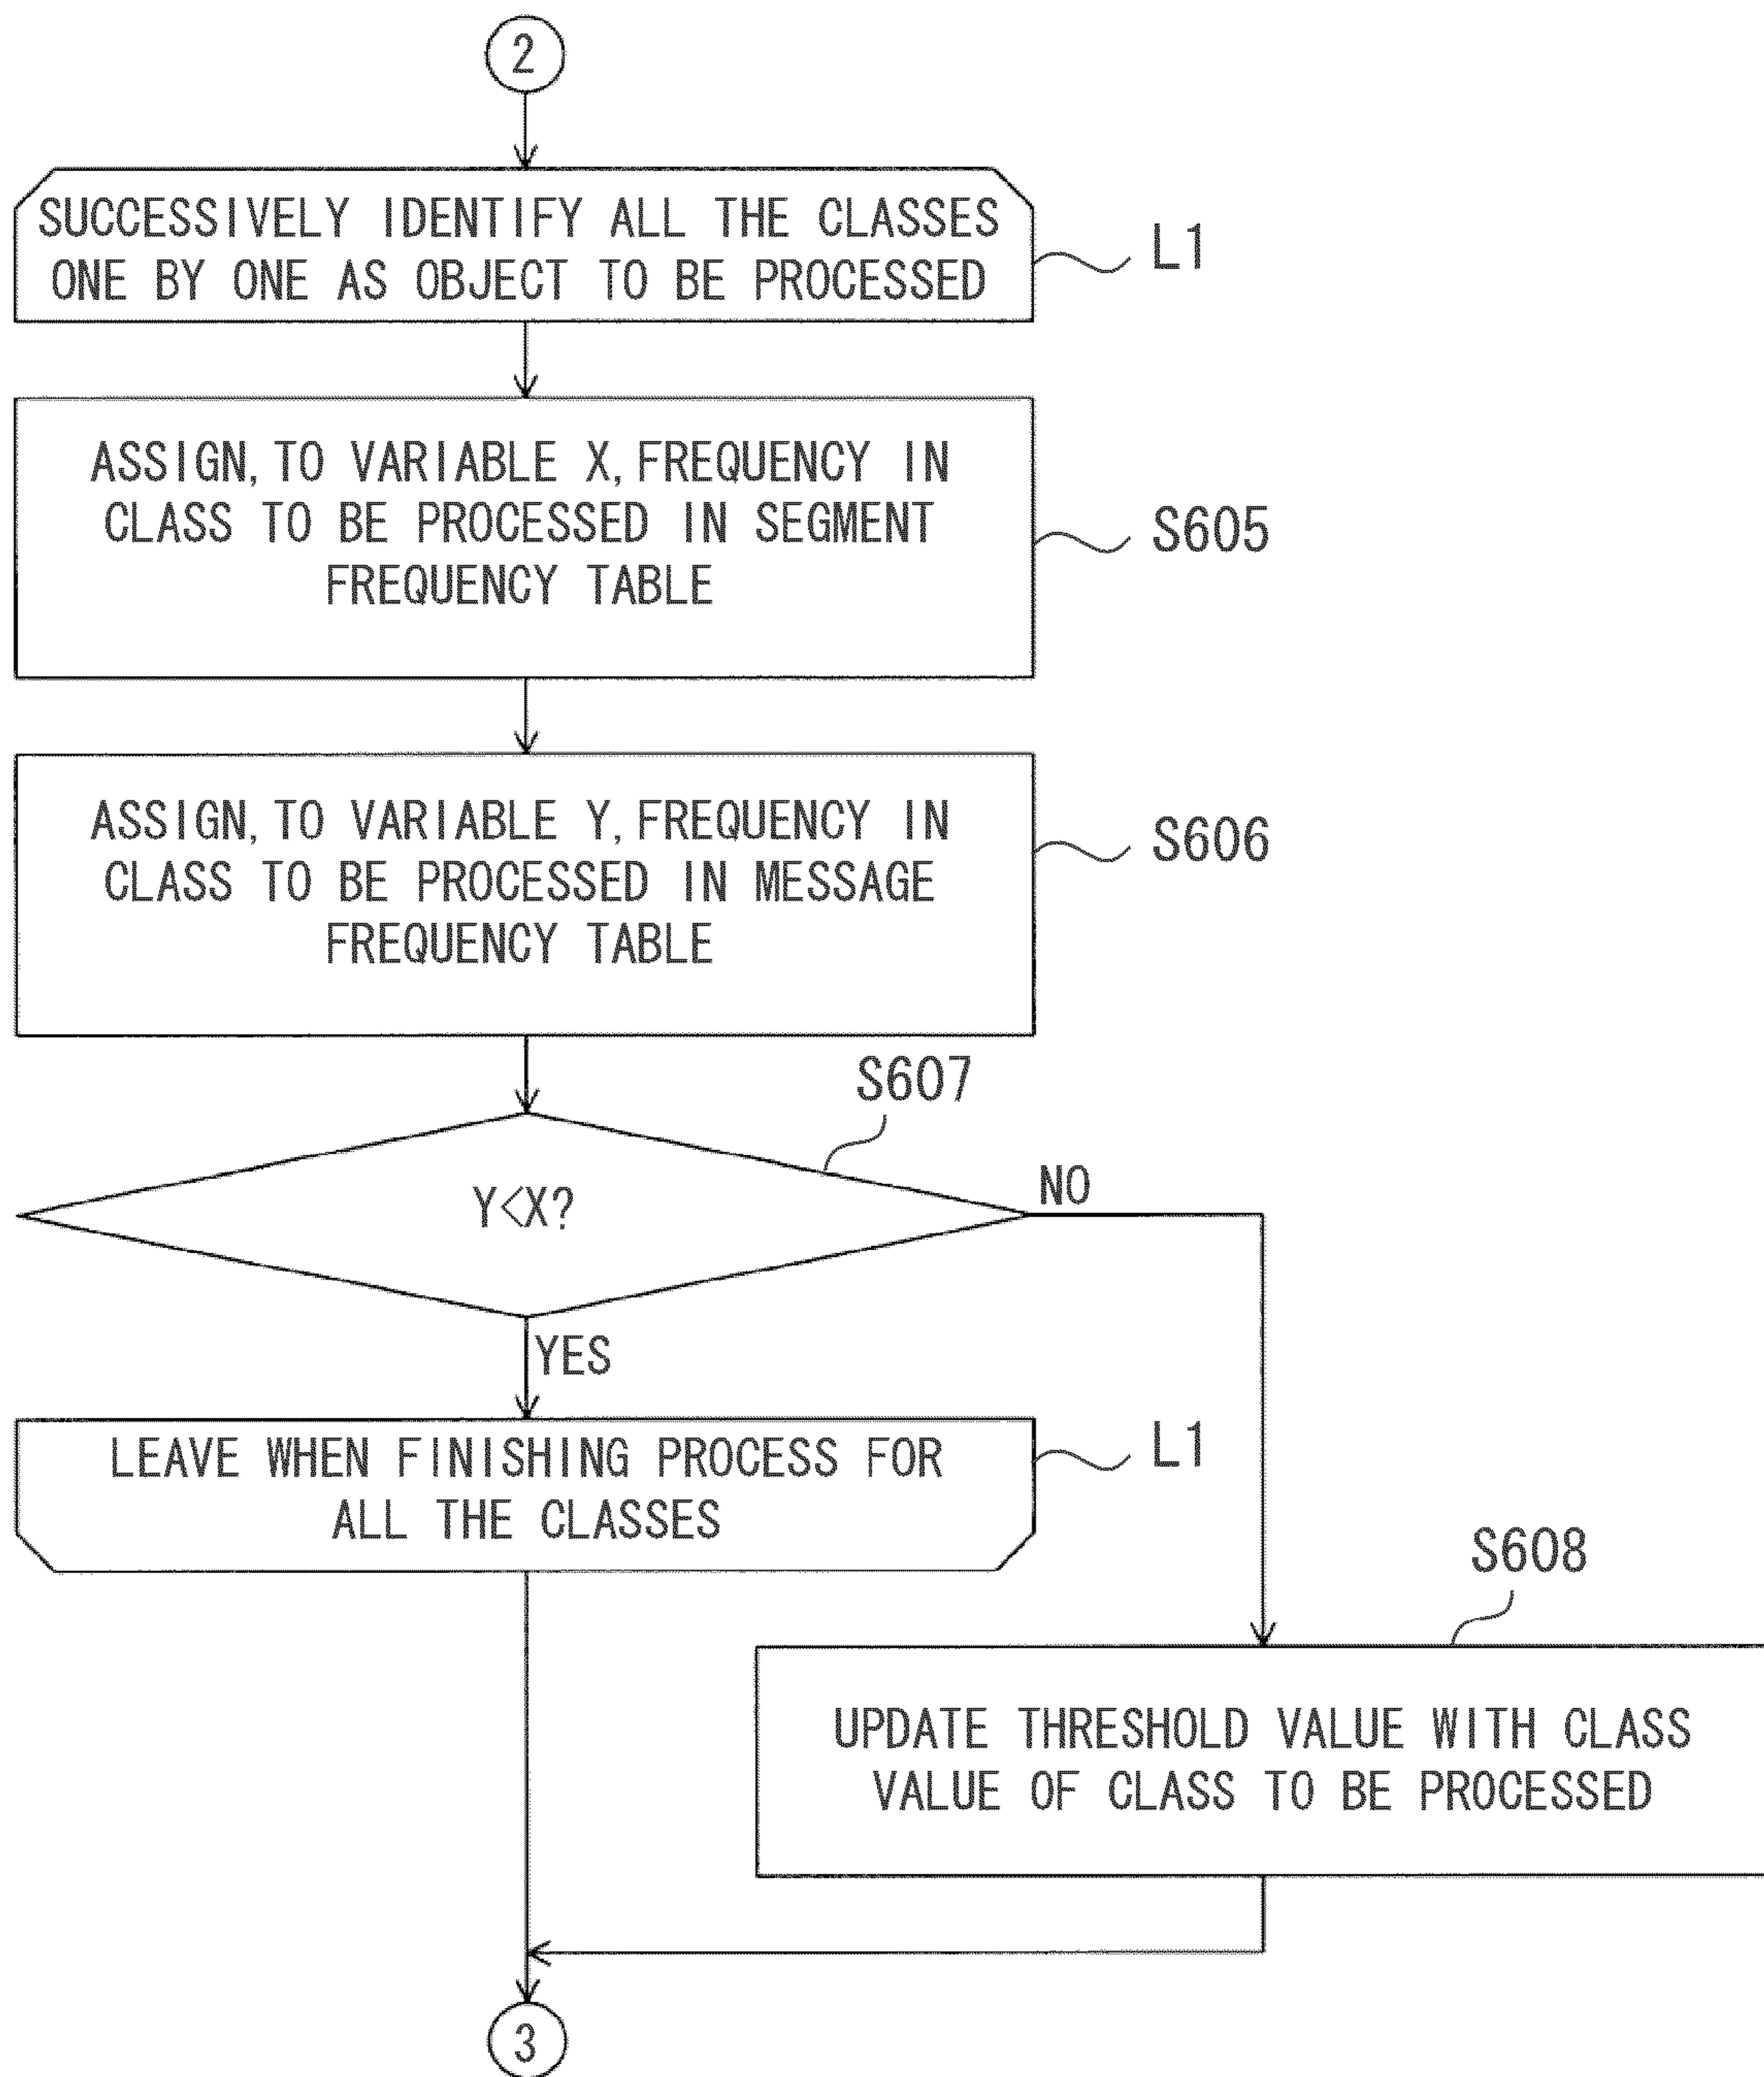 2
SUCCESSIVELY IDENTIFY ALL THE CLASSES
ONE BY ONE AS OBJECT TO BE PROCESSED
L1
ASSIGN, TO VARIABLE X, FREQUENCY IN
CLASS TO BE PROCESSED IN SEGMENT
FREQUENCY TABLE
S605
ASSIGN, TO VARIABLE Y, FREQUENCY IN
CLASS TO BE PROCESSED IN MESSAGE
FREQUENCY TABLE
S606
S607
Y<X?
NO
YES
LEAVE WHEN FINISHING PROCESS FOR
ALL THE CLASSES
L1
S608
UPDATE THRESHOLD VALUE WITH CLASS
VALUE OF CLASS TO BE PROCESSED
3